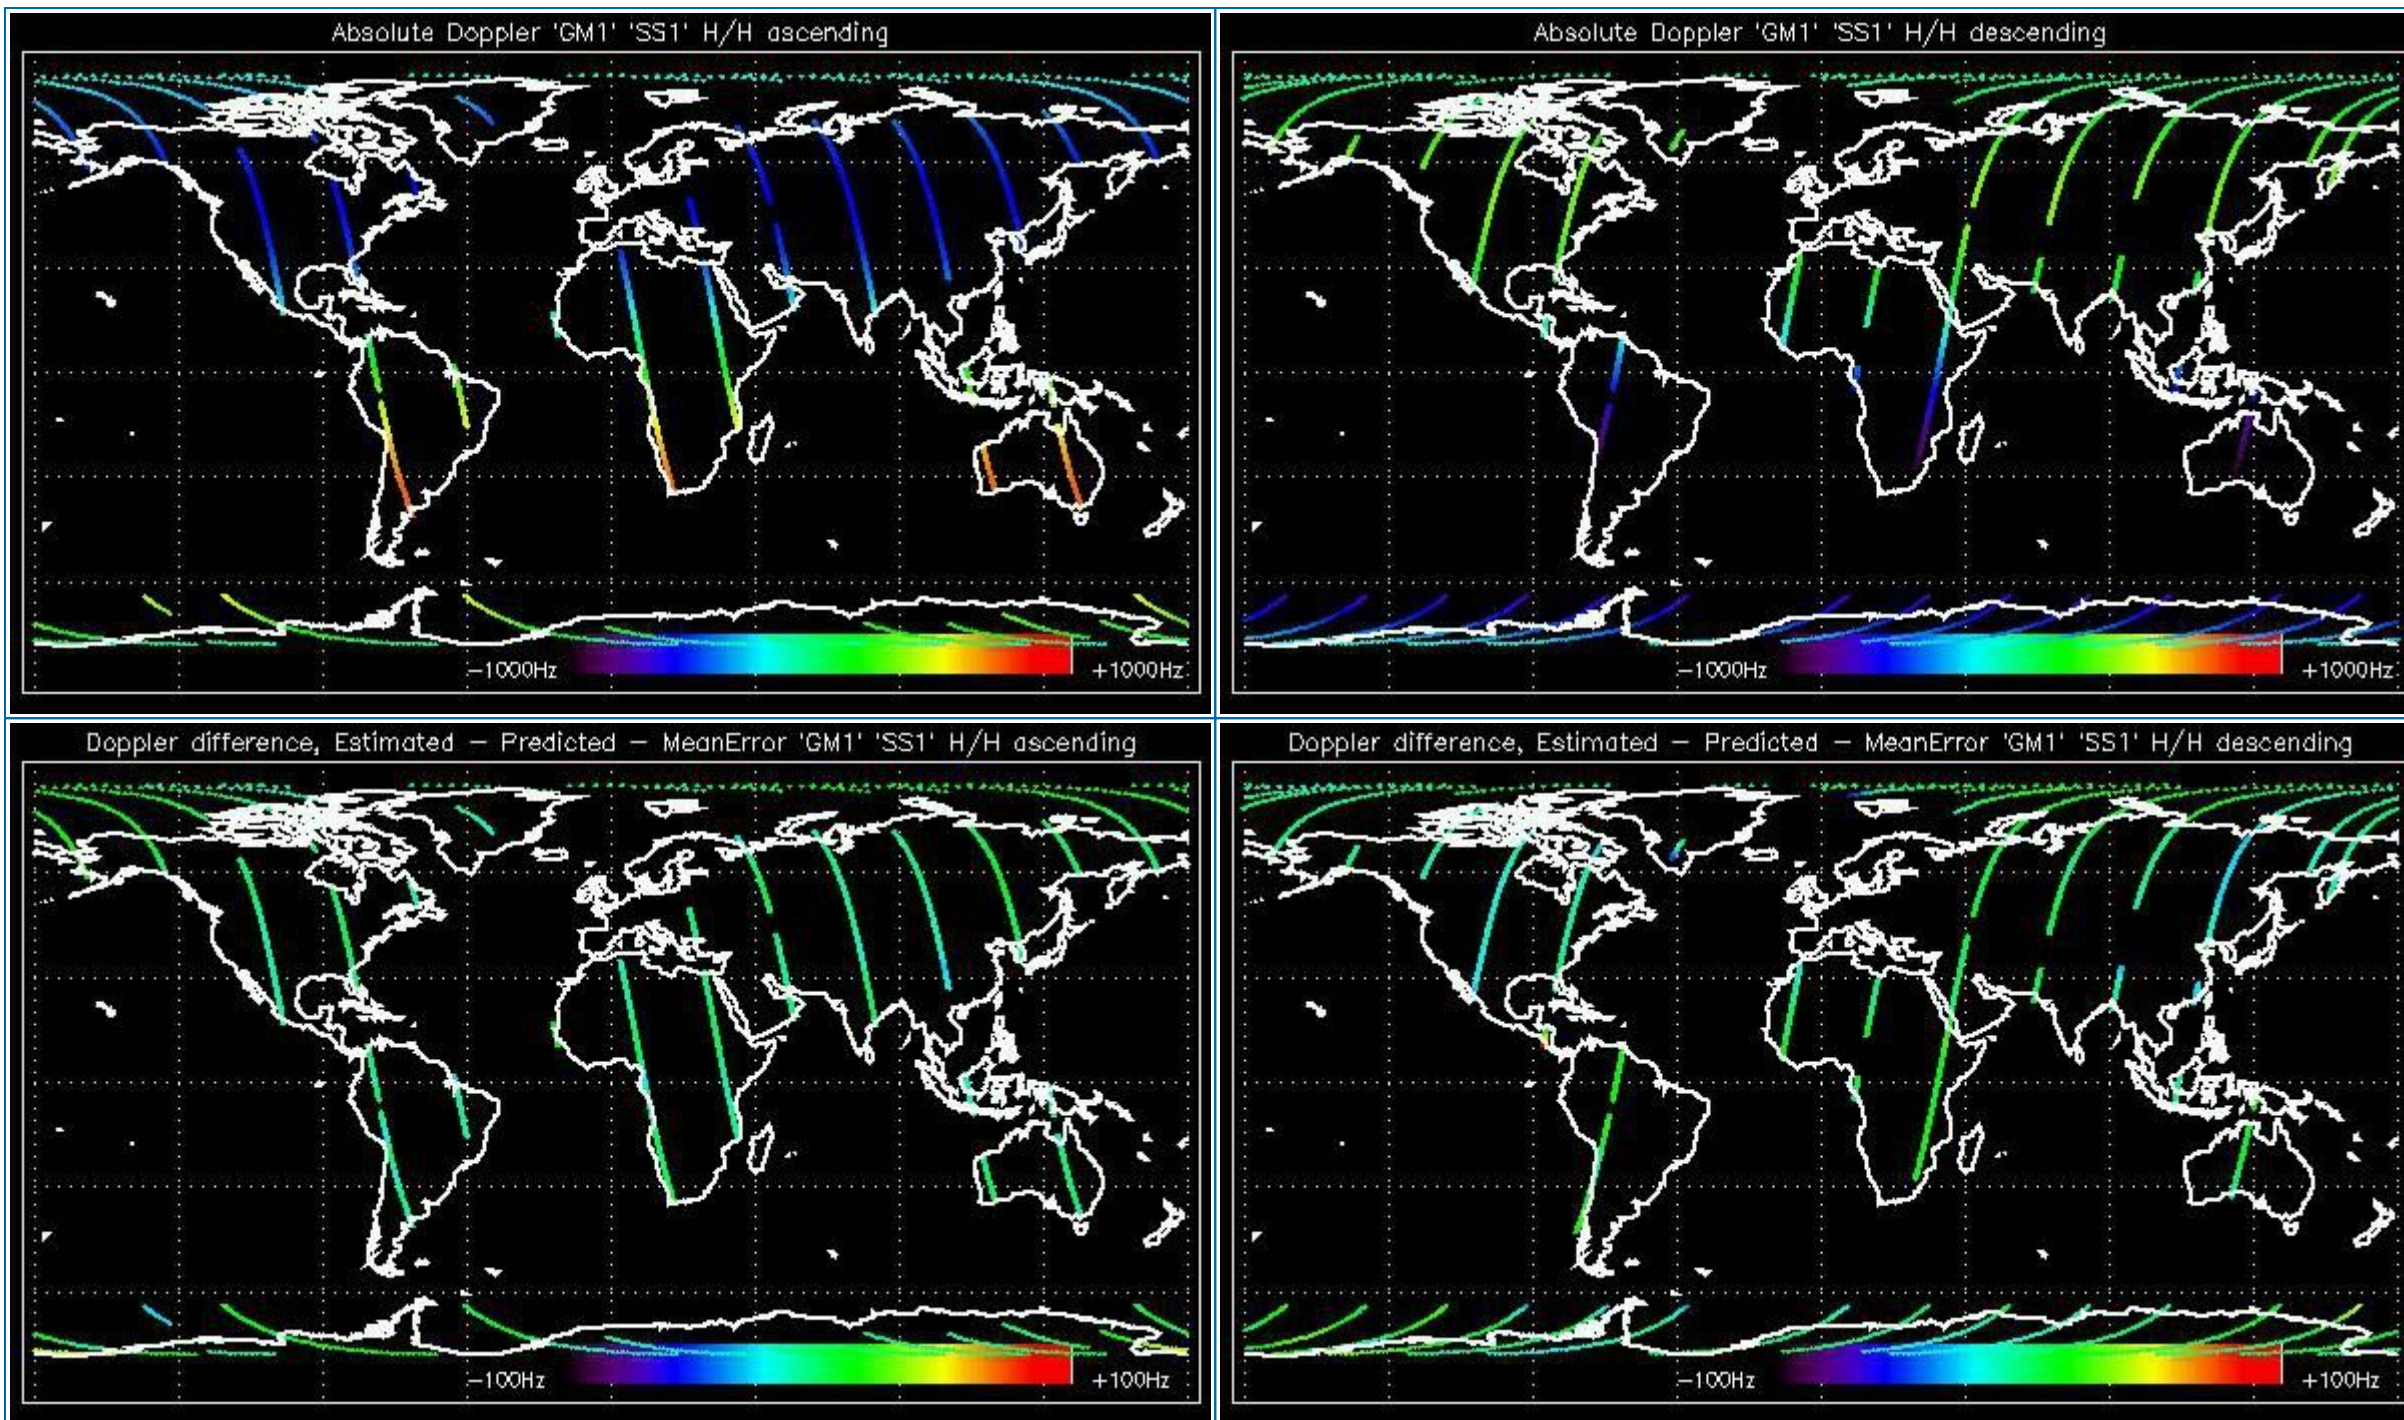 Absolute Doppler 'GM1' 'SS1' H/H ascending
-1000Hz
+1000Hz
Absolute Doppler 'GM1' 'SS1' H/H descending
-1000Hz
+1000Hz
Doppler difference, Estimated - Predicted - MeanError 'GM1' 'SS1' H/H ascending
-100Hz
+100Hz
Doppler difference, Estimated - Predicted - MeanError 'GM1' 'SS1' H/H descending
-100Hz
+100Hz